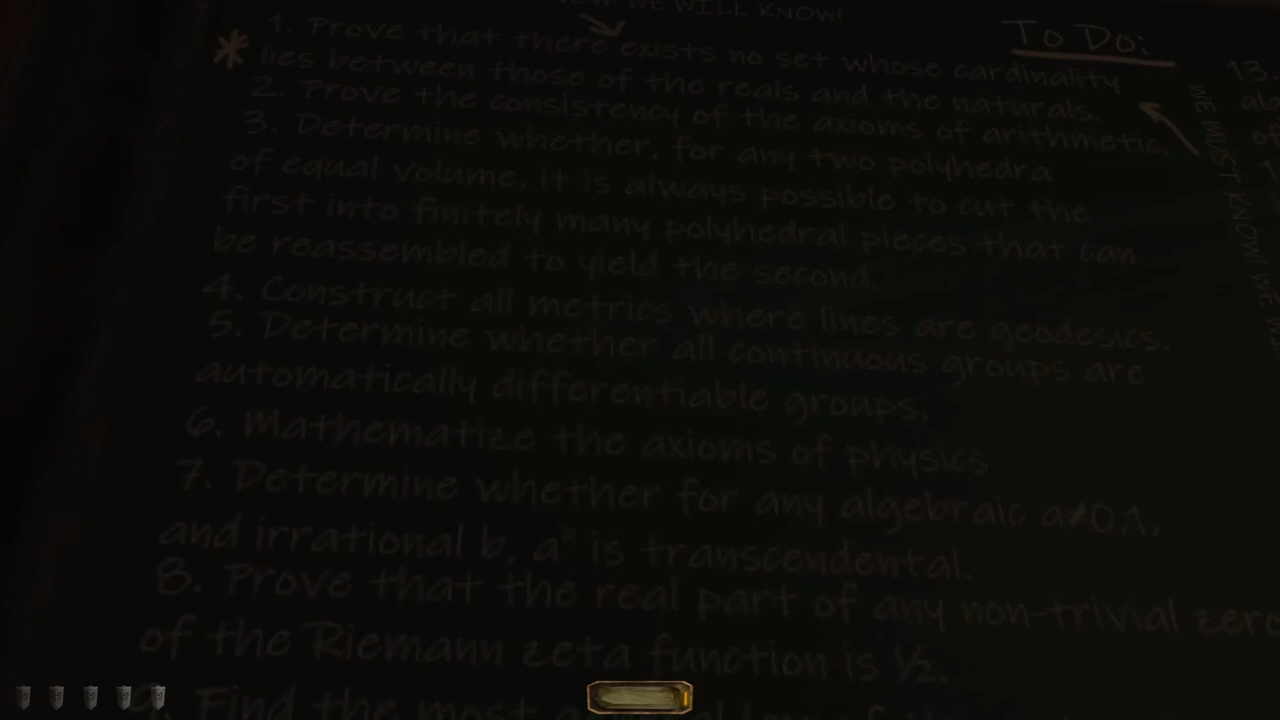 WE WILL KNOW!
To Do:
1. Prove that there exists no set whose cardinality
lies between those of the reals and the naturals.
2. Prove the consistency of the axioms of arithmetic.
3. Determine whether, for any two polyhedra
of equal volume, it is always possible to cut the
first into finitely many polyhedral pieces that can
be reassembled to yield the second.
4. Construct all metrics where lines are geodesics.
5. Determine whether all continuous groups are
automatically differentiable groups.
6. Mathematize the axioms of physics
7. Determine whether for any algebraic a≠0,1,
and irrational b, aᵇ is transcendental.
8. Prove that the real part of any non-trivial zero
of the Riemann zeta function is ½.
9. Find the most
13.
WE MUST KNOW! WE